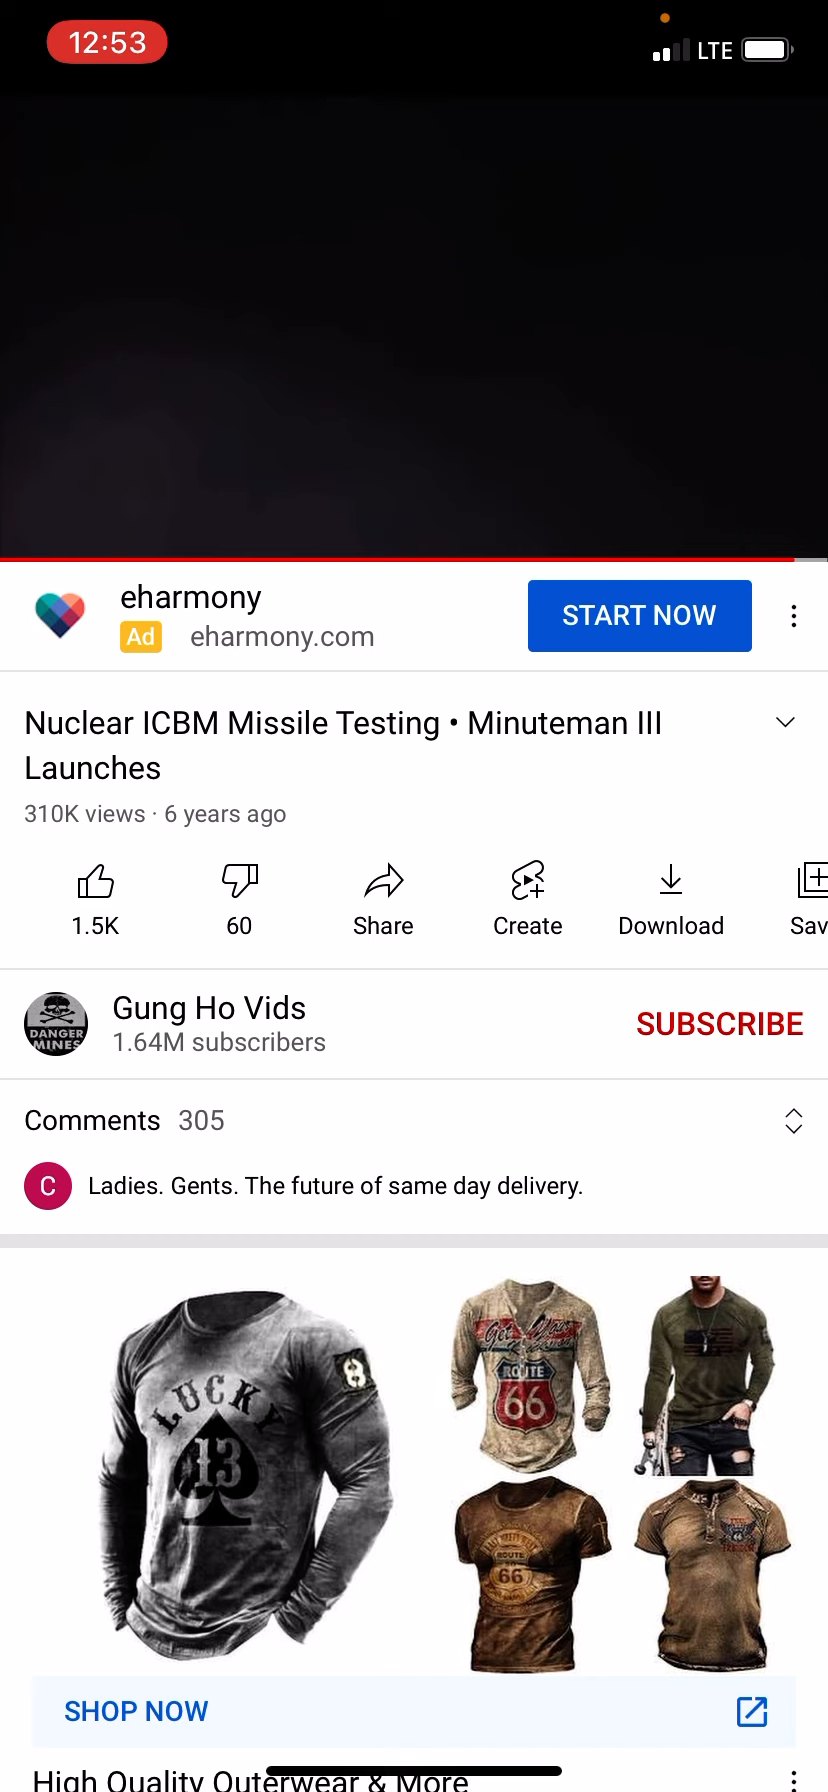 12:53
LTE
eharmony
Ad eharmony.com
START NOW
Nuclear ICBM Missile Testing • Minuteman III
Launches
310K views · 6 years ago
1.5K
60
Share
Create
Download
Sav
DANGER
MINES
Gung Ho Vids
1.64M subscribers
SUBSCRIBE
Comments 305
C
Ladies. Gents. The future of same day delivery.
LUCKY
13
ROUTE
66
ROUTE
66
SHOP NOW
High Quality Outerwear & More